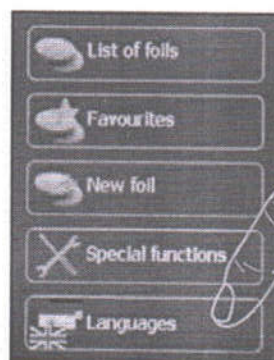 List of foils
Favourites
New foil
Special functions
Languages